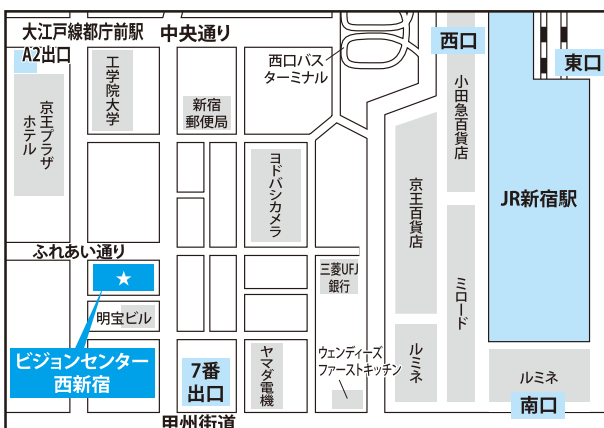 大江戸線都庁前駅
A2出口
中央通り
西口バス
ターミナル
西口
東口
工学院大学
京王プラザ
ホテル
新宿
郵便局
小田急百貨店
ヨドバシカメラ
京王百貨店
JR新宿駅
ふれあい通り
★
三菱UFJ
銀行
ミロード
明宝ビル
ビジョンセンター
西新宿
7番
出口
ヤマダ電機
ウェンディーズ
ファーストキッチン
ルミネ
ルミネ
南口
甲州街道